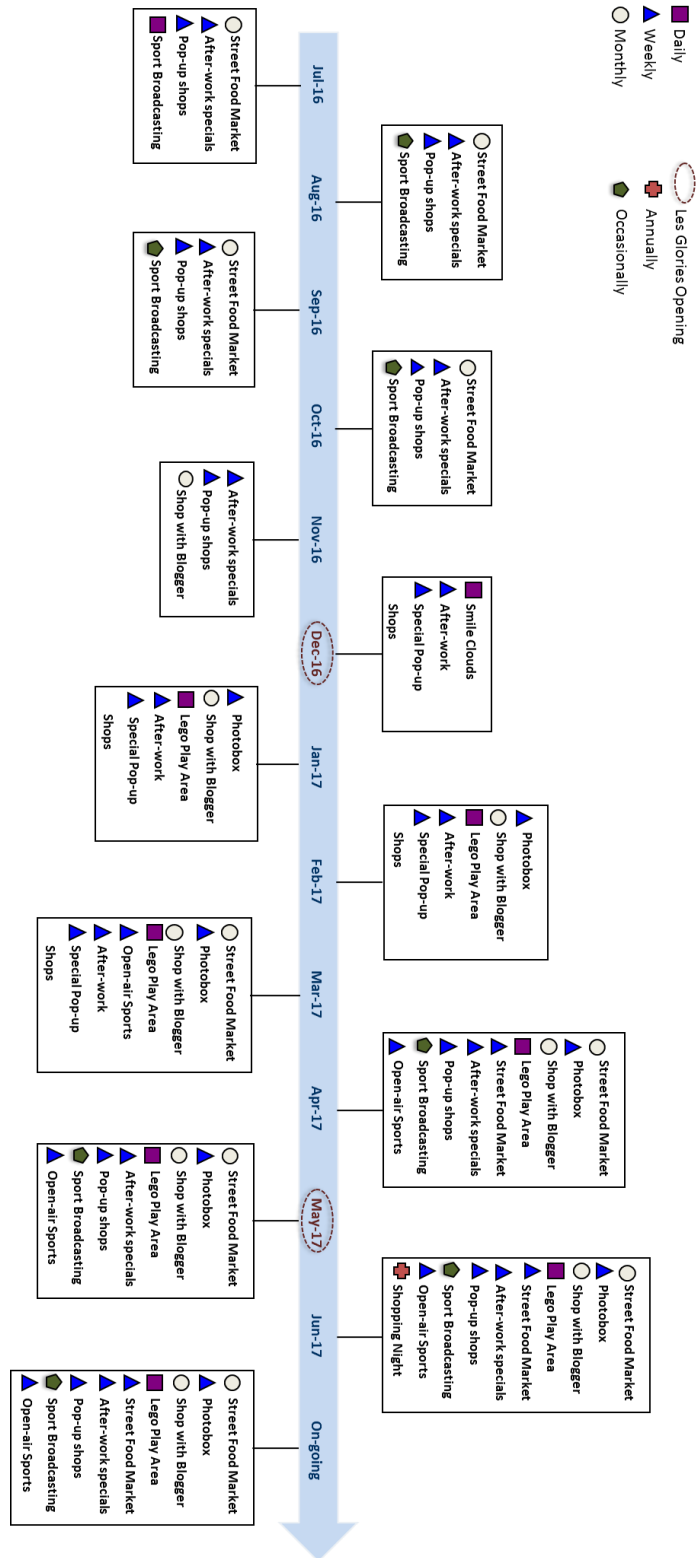 Daily
Weekly
Monthly
Les Glories Opening
Annually
Occasionally
Jul-16
Aug-16
Sep-16
Oct-16
Nov-16
Dec-16
Jan-17
Feb-17
Mar-17
Apr-17
May-17
Jun-17
On-going
Street Food Market
After-work specials
Pop-up shops
Sport Broadcasting
Street Food Market
After-work specials
Pop-up shops
Sport Broadcasting
Street Food Market
After-work specials
Pop-up shops
Sport Broadcasting
Street Food Market
After-work specials
Pop-up shops
Sport Broadcasting
After-work specials
Pop-up shops
Shop with Blogger
Smile Clouds
After-work
Special Pop-up
Shops
Photobox
Shop with Blogger
Lego Play Area
After-work
Special Pop-up
Shops
Photobox
Shop with Blogger
Lego Play Area
After-work
Special Pop-up
Shops
Street Food Market
Photobox
Shop with Blogger
Lego Play Area
Open-air Sports
After-work
Special Pop-up
Shops
Street Food Market
Photobox
Shop with Blogger
Lego Play Area
Street Food Market
After-work specials
Pop-up shops
Sport Broadcasting
Open-air Sports
Street Food Market
Photobox
Shop with Blogger
Lego Play Area
After-work specials
Pop-up shops
Sport Broadcasting
Open-air Sports
Street Food Market
Photobox
Shop with Blogger
Lego Play Area
Street Food Market
After-work specials
Pop-up shops
Sport Broadcasting
Open-air Sports
Shopping Night
Street Food Market
Photobox
Shop with Blogger
Lego Play Area
Street Food Market
After-work specials
Pop-up shops
Sport Broadcasting
Open-air Sports